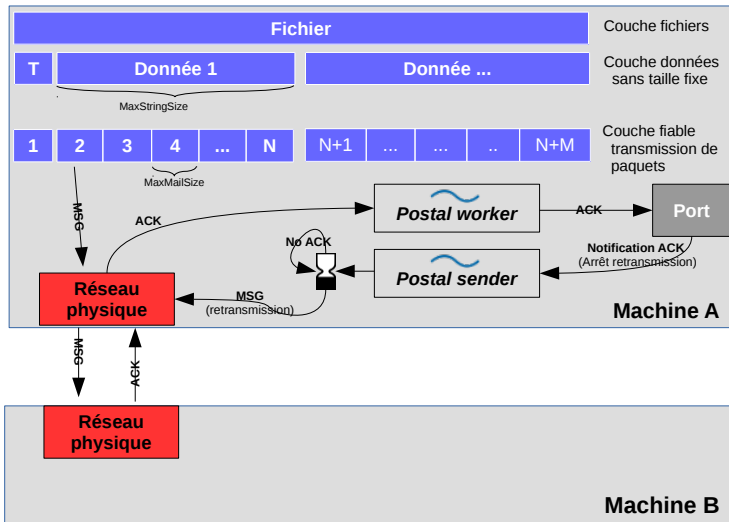 Fichier
Couche fichiers
T
Donnée 1
Donnée ...
Couche données
sans taille fixe
MaxStringSize
1
2
3
4
...
N
N+1
...
...
..
N+M
Couche fiable
transmission de
paquets
MaxMailSize
MSG
ACK
Postal worker
ACK
Port
No ACK
Notification ACK
(Arrêt retransmission)
Postal sender
Réseau
physique
MSG
(retransmission)
Machine A
MSG
ACK
Réseau
physique
Machine B